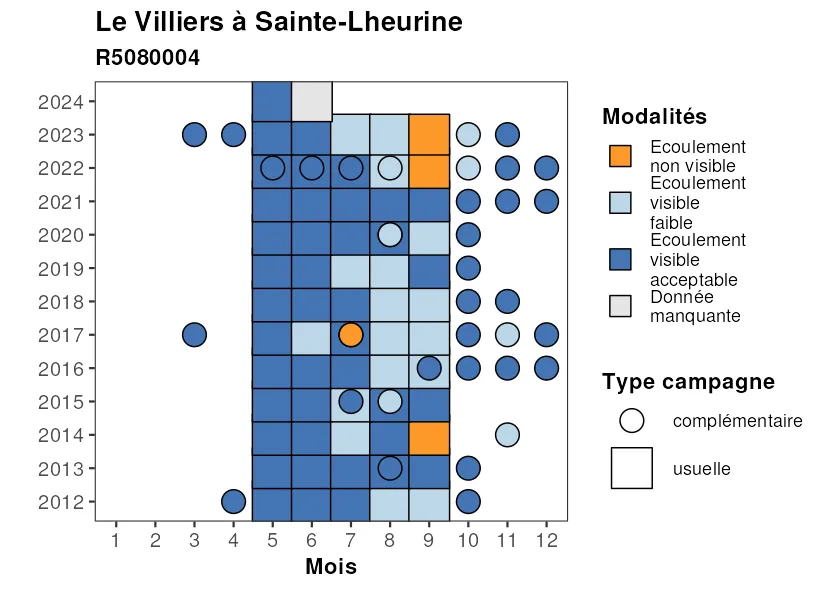 Le Villiers à Sainte-Lheurine
R5080004
2024
2023
2022
2021
2020
2019
2018
2017
2016
2015
2014
2013
2012
1 2 3 4 5 6 7 8 9 10 11 12
Mois
Modalités
Ecoulement
non visible
Ecoulement
visible
faible
Ecoulement
visible
acceptable
Donnée
manquante
Type campagne
complémentaire
usuelle